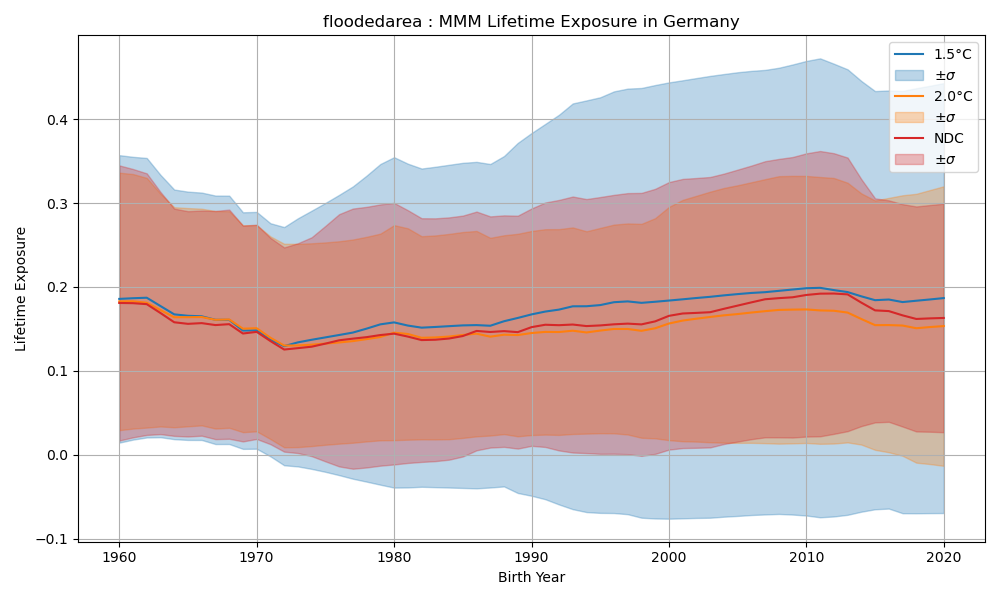 floodedarea : MMM Lifetime Exposure in Germany
Lifetime Exposure
0.4
0.3
0.2
0.1
0.0
−0.1
1960
1970
1980
1990
2000
2010
2020
Birth Year
1.5°C
±σ
2.0°C
±σ
NDC
±σ